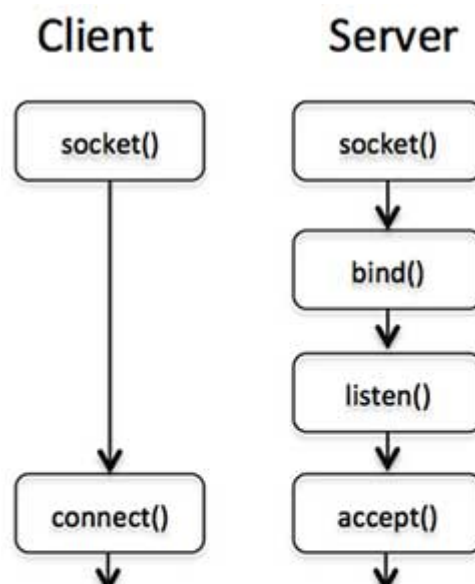 Client
Server
socket()
socket()
bind()
listen()
connect()
accept()